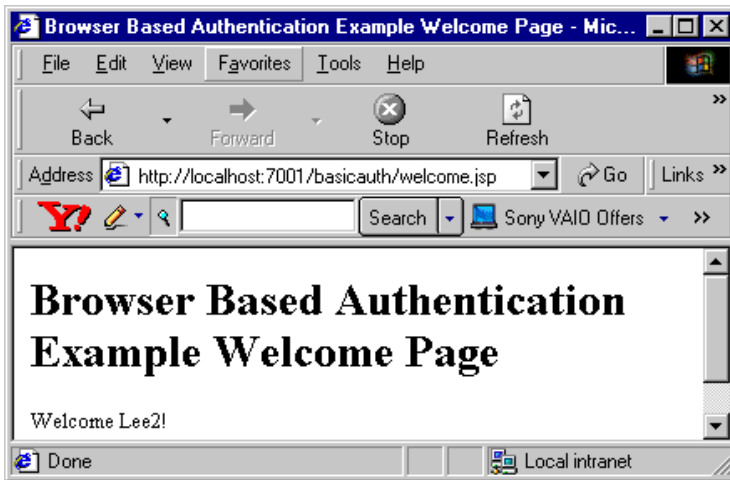 Browser Based Authentication Example Welcome Page - Mic...
File Edit View Favorites Tools Help
Back Forward Stop Refresh »
Address http://localhost:7001/basicauth/welcome.jsp Go Links »
Y! Search Sony VAIO Offers »
Browser Based Authentication
Example Welcome Page
Welcome Lee2!
Done Local intranet